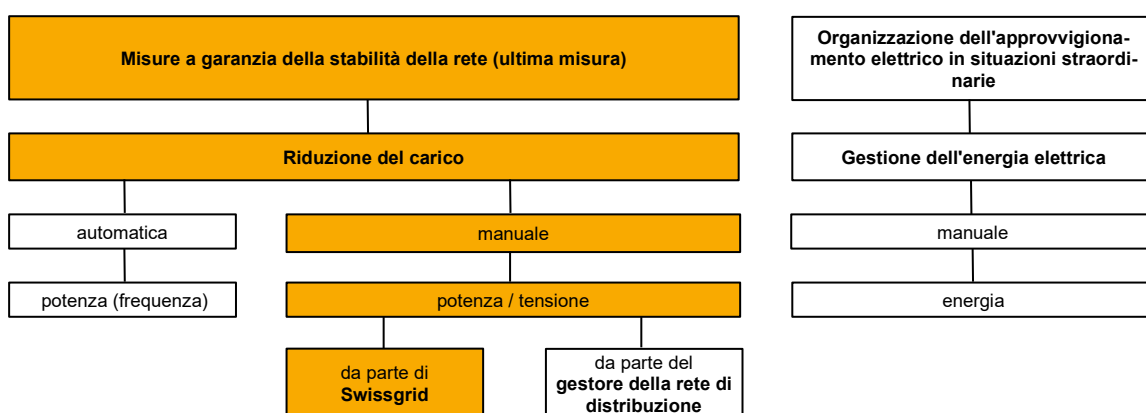 Misure a garanzia della stabilità della rete (ultima misura)
Organizzazione dell'approvvigiona-
mento elettrico in situazioni straordi-
narie
Riduzione del carico
Gestione dell'energia elettrica
automatica
manuale
manuale
potenza (frequenza)
potenza / tensione
energia
da parte di
Swissgrid
da parte del
gestore della rete di
distribuzione